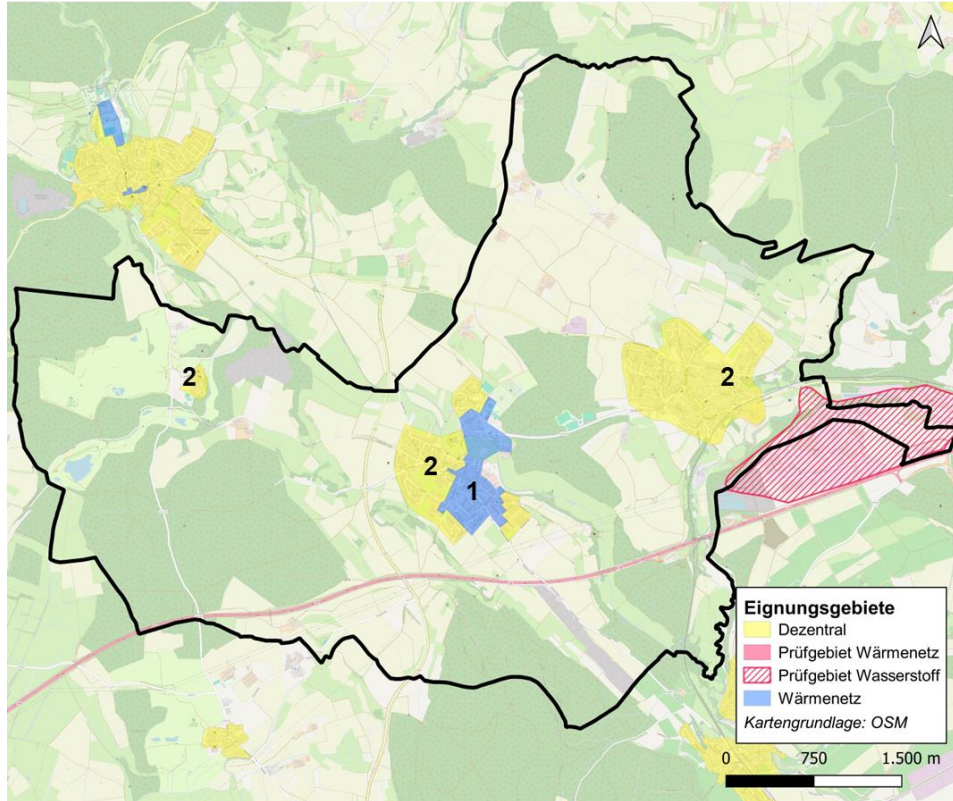 2
2
2
1
Eignungsgebiete
Dezentral
Prüfgebiet Wärmenetz
Prüfgebiet Wasserstoff
Wärmenetz
Kartengrundlage: OSM
0 750 1.500 m